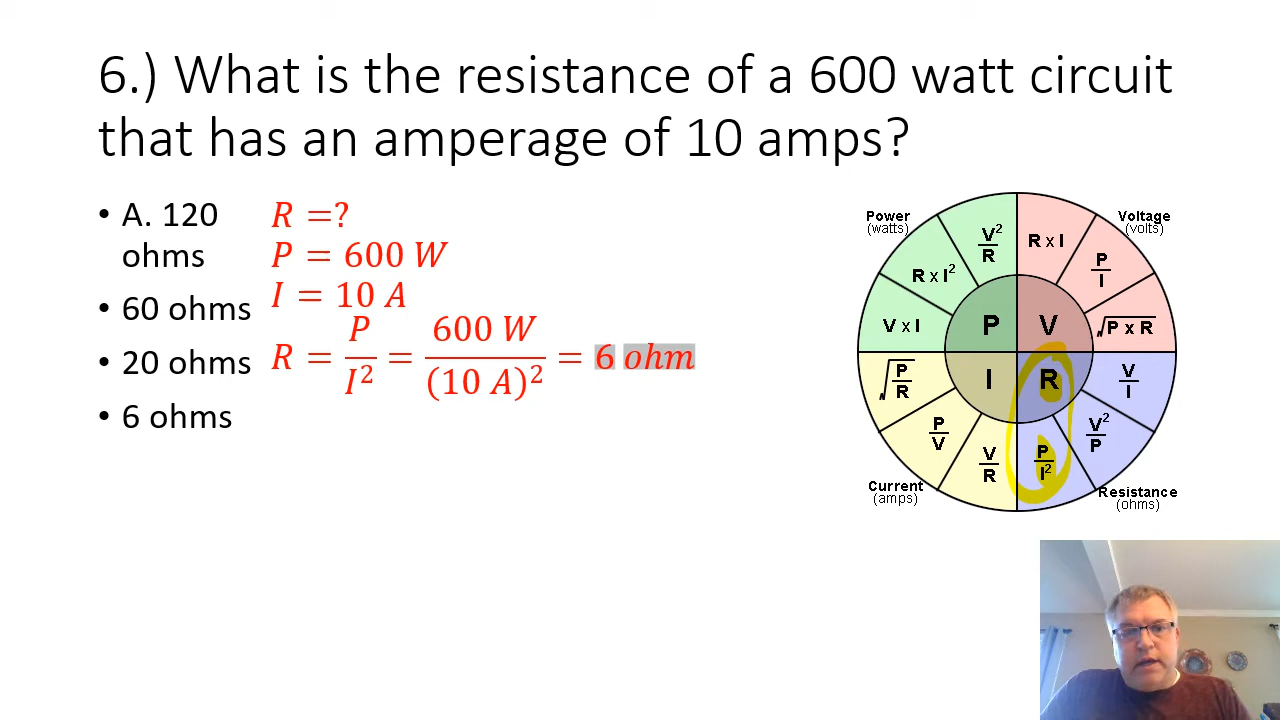 6.) What is the resistance of a 600 watt circuit
that has an amperage of 10 amps?
• A. 120
ohms
• 60 ohms
• 20 ohms
• 6 ohms
R =?
P = 600 W
I = 10 A
R = P/I² = 600 W/(10 A)² = 6 ohm
Power
(watts)
V²/R
R x I²
V x I
P
Voltage
(volts)
R x I
P/I
√P x R
V
I
√P/R
P/V
V/R
Current
(amps)
R
V/I
V²/P
P/I²
Resistance
(ohms)